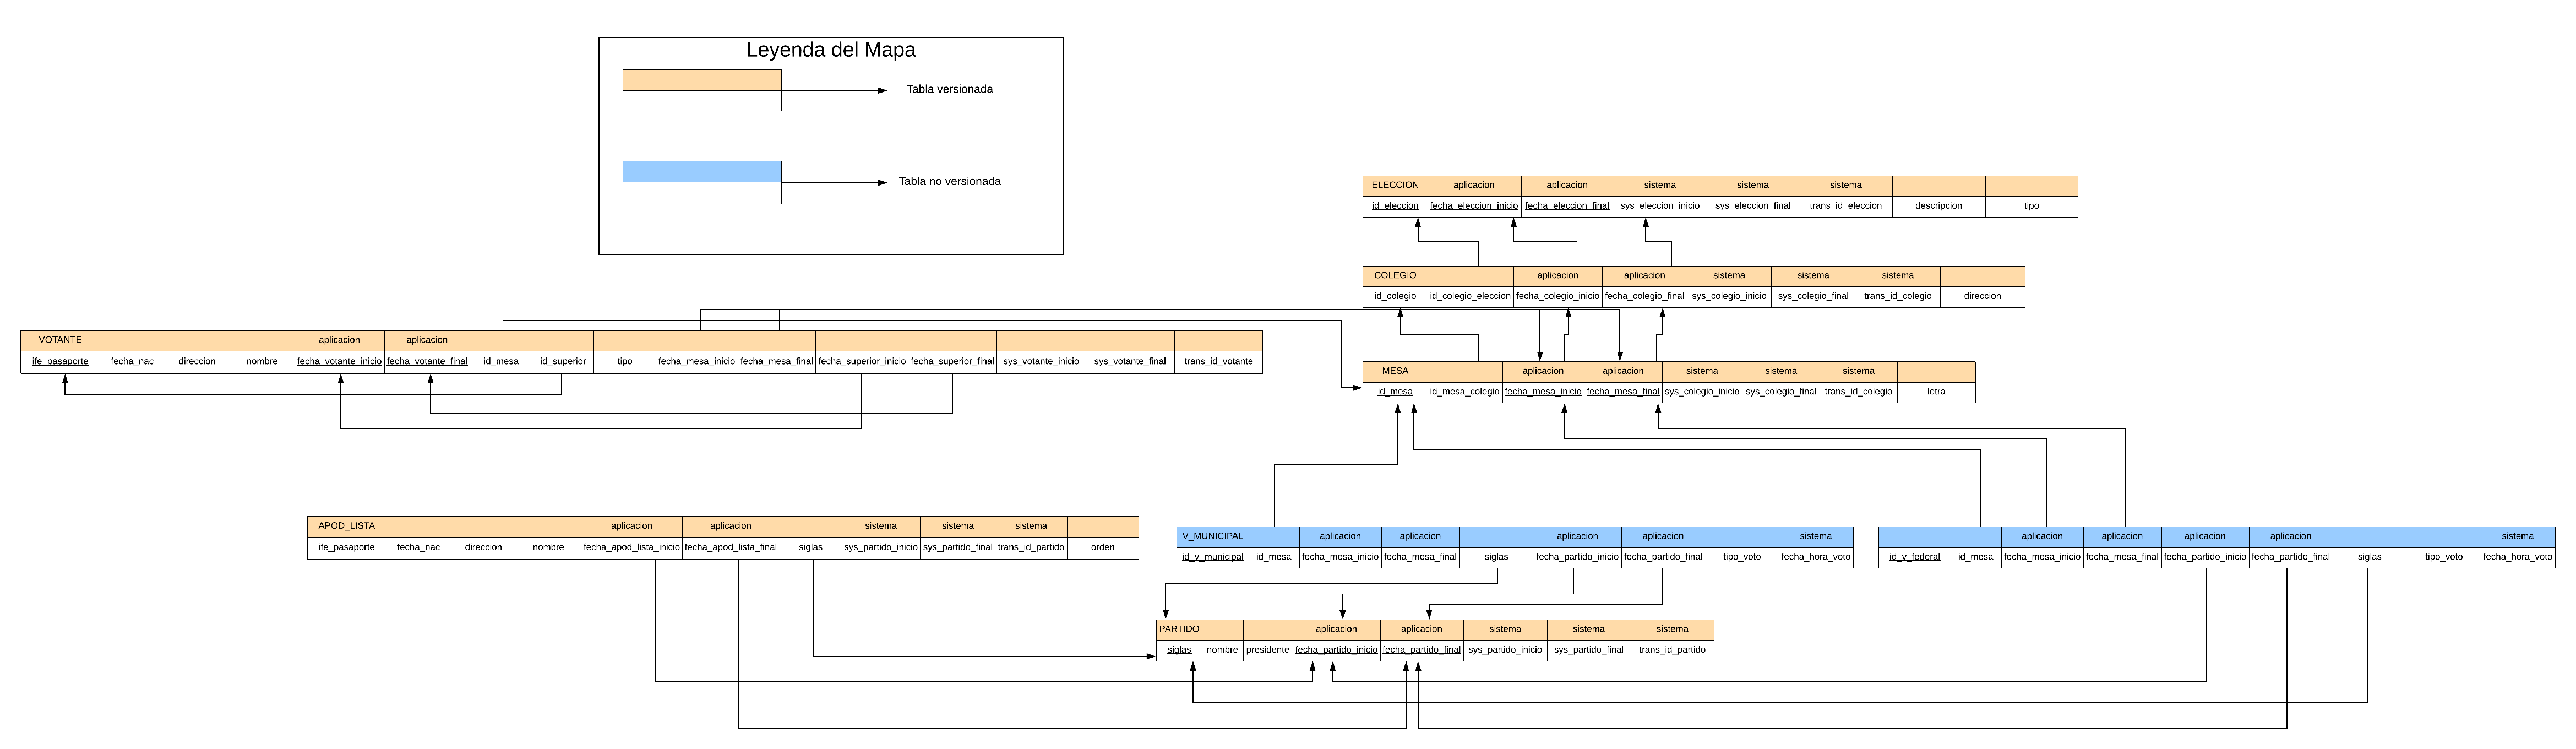 Leyenda del Mapa
Tabla versionada
Tabla no versionada
ELECCION aplicacion aplicacion sistema sistema sistema
id_eleccion fecha_eleccion_inicio fecha_eleccion_final sys_eleccion_inicio sys_eleccion_final trans_id_eleccion descripcion tipo
COLEGIO aplicacion aplicacion sistema sistema sistema
id_colegio id_colegio_eleccion fecha_colegio_inicio fecha_colegio_final sys_colegio_inicio sys_colegio_final trans_id_colegio direccion
VOTANTE aplicacion aplicacion
ife_pasaporte fecha_nac direccion nombre fecha_votante_inicio fecha_votante_final id_mesa id_superior tipo fecha_mesa_inicio fecha_mesa_final fecha_superior_inicio fecha_superior_final sys_votante_inicio sys_votante_final trans_id_votante
MESA aplicacion aplicacion sistema sistema sistema
id_mesa id_mesa_colegio fecha_mesa_inicio fecha_mesa_final sys_colegio_inicio sys_colegio_final trans_id_colegio letra
APOD_LISTA aplicacion aplicacion sistema sistema sistema
ife_pasaporte fecha_nac direccion nombre fecha_apod_lista_inicio fecha_apod_lista_final siglas sys_partido_inicio sys_partido_final trans_id_partido orden
V_MUNICIPAL aplicacion aplicacion aplicacion aplicacion sistema
id_v_municipal id_mesa fecha_mesa_inicio fecha_mesa_final siglas fecha_partido_inicio fecha_partido_final tipo_voto fecha_hora_voto
aplicacion aplicacion aplicacion aplicacion sistema
id_v_federal id_mesa fecha_mesa_inicio fecha_mesa_final fecha_partido_inicio fecha_partido_final siglas tipo_voto fecha_hora_voto
PARTIDO aplicacion aplicacion sistema sistema sistema
siglas nombre presidente fecha_partido_inicio fecha_partido_final sys_partido_inicio sys_partido_final trans_id_partido